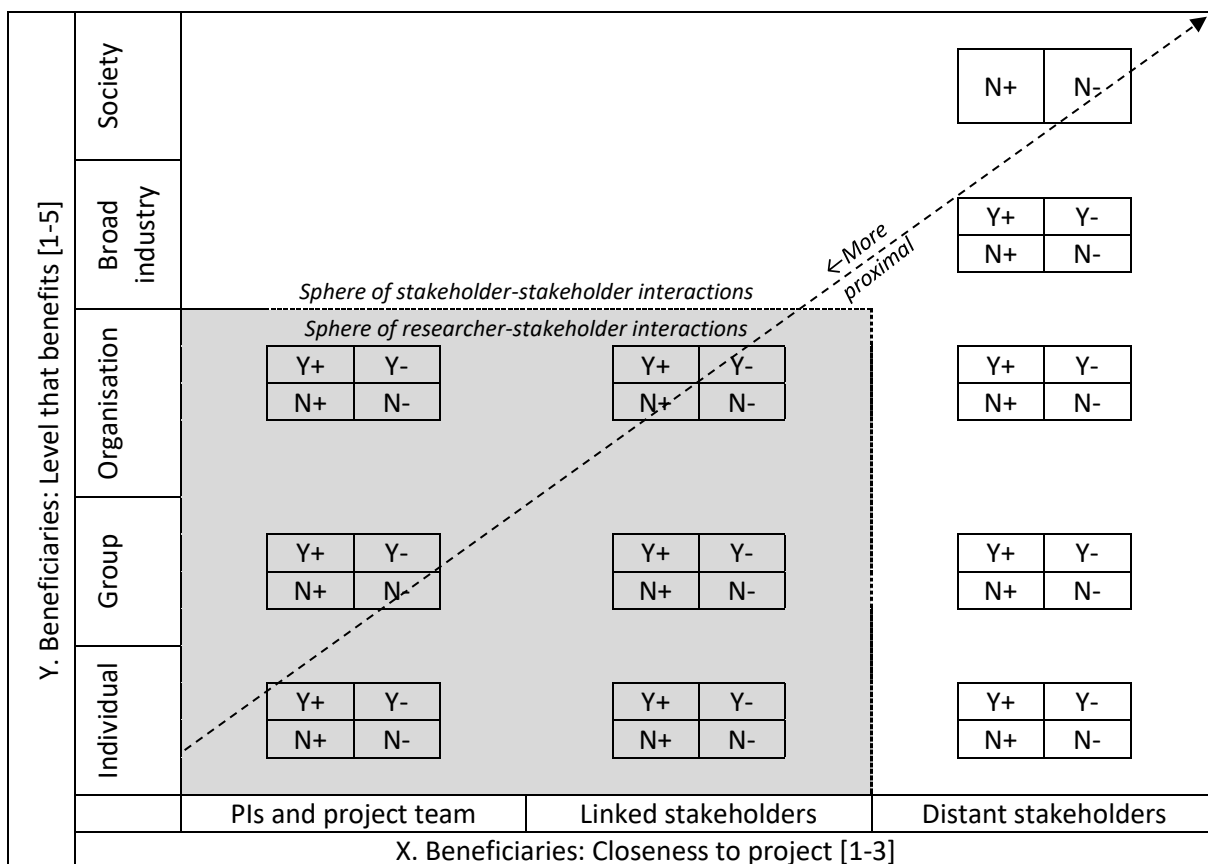 Y. Beneficiaries: Level that benefits [1-5]
Society
N+ N-
Broad
industry
Y+ Y-
N+ N-
←More
proximal
Sphere of stakeholder-stakeholder interactions
Sphere of researcher-stakeholder interactions
Organisation
Y+ Y- Y+ Y- Y+ Y-
N+ N- N+ N- N+ N-
Group
Y+ Y- Y+ Y- Y+ Y-
N+ N- N+ N- N+ N-
Individual
Y+ Y- Y+ Y- Y+ Y-
N+ N- N+ N- N+ N-
PIs and project team Linked stakeholders Distant stakeholders
X. Beneficiaries: Closeness to project [1-3]